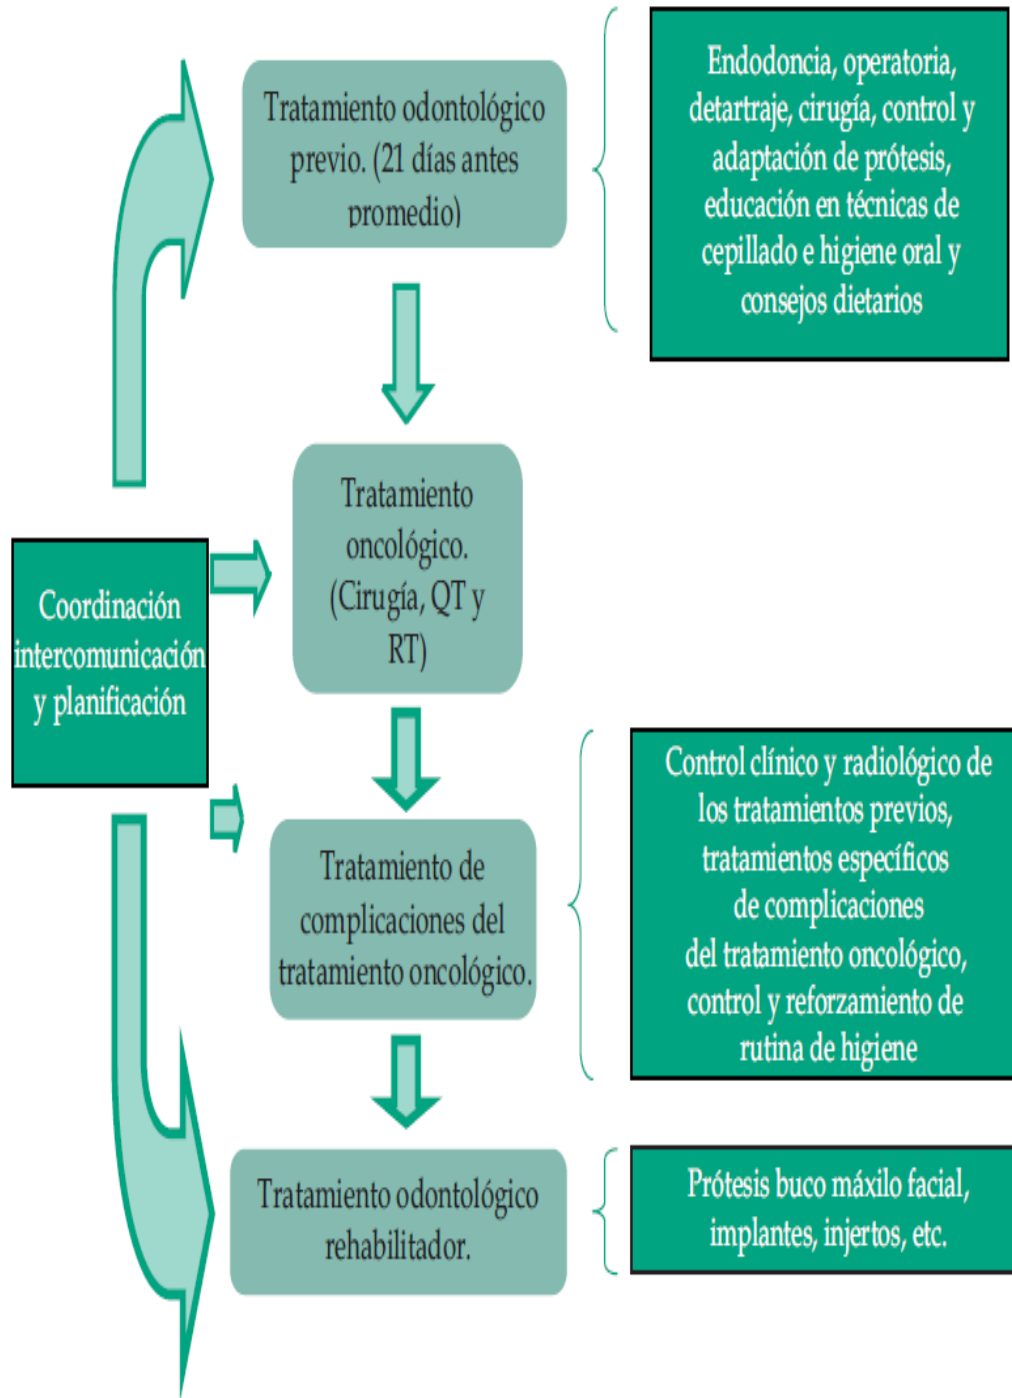 Tratamiento odontológico
previo. (21 días antes
promedio)
Endodoncia, operatoria,
detartraje, cirugía, control y
adaptación de prótesis,
educación en técnicas de
cepillado e higiene oral y
consejos dietarios
Coordinación
intercomunicación
y planificación
Tratamiento
oncológico.
(Cirugía, QT y
RT)
Tratamiento de
complicaciones del
tratamiento oncológico.
Control clínico y radiológico de
los tratamientos previos,
tratamientos específicos
de complicaciones
del tratamiento oncológico,
control y reforzamiento de
rutina de higiene
Tratamiento odontológico
rehabilitador.
Prótesis buco máxilo facial,
implantes, injertos, etc.